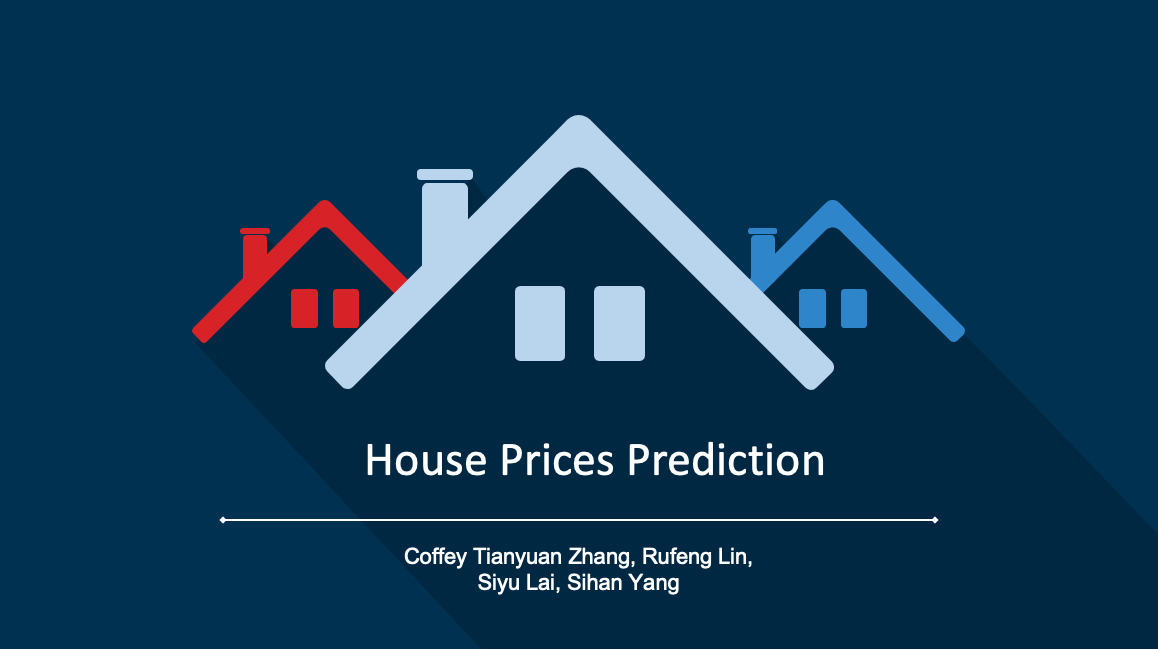 House Prices Prediction
Coffey Tianyuan Zhang, Rufeng Lin,
Siyu Lai, Sihan Yang